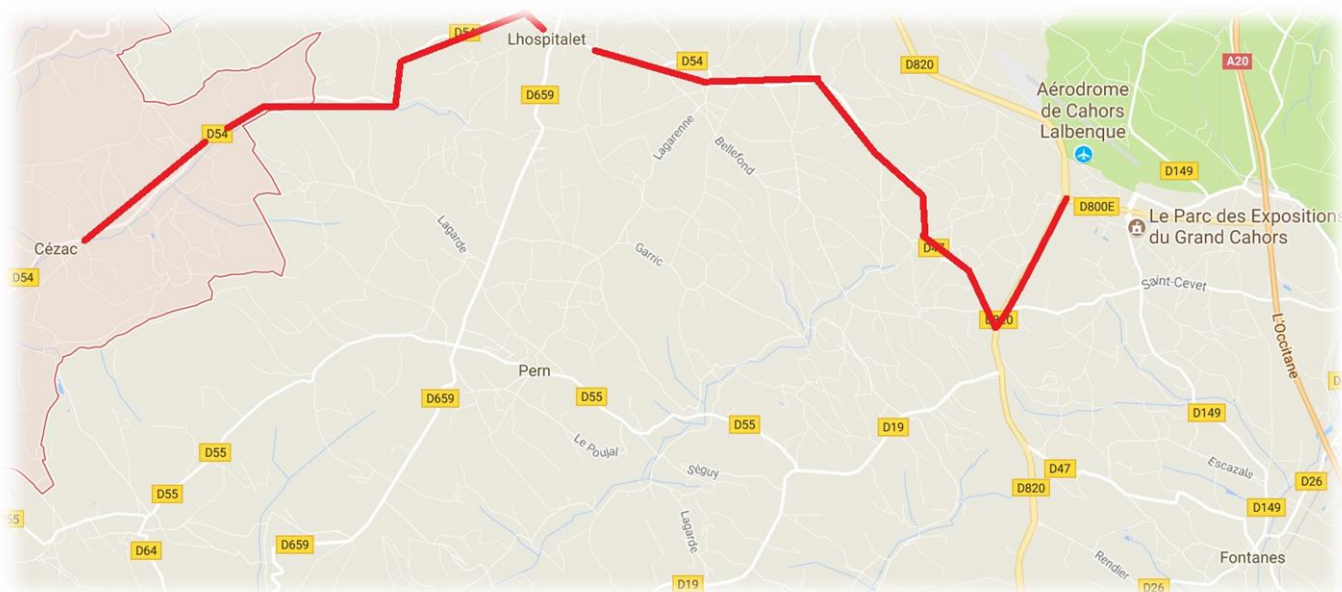 D54
Lhospitalet
D54
D820
A20
Aérodrome
de Cahors
Lalbenque
D659
D54
Lagarenne
Bellefond
D149
D800E
Le Parc des Expositions
du Grand Cahors
Lagarde
Cézac
Garric
D47
D54
Saint-Cevet
D820
L'Occitane
Pern
D659
D55
D149
D55
D19
Le Poujal
D55
Séguy
D47
Escazals
D820
D26
D55
D149
Lagarde
D659
D64
Fontanes
Rendier
D19
D26